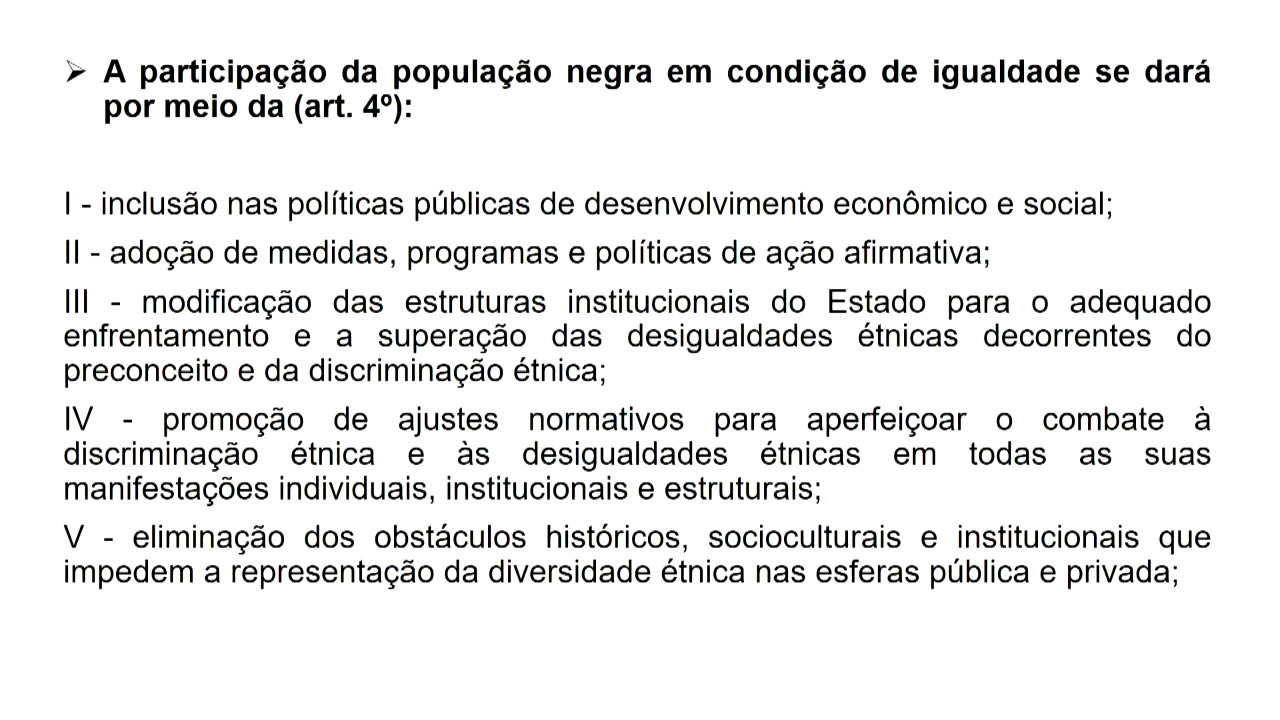 ➢ A participação da população negra em condição de igualdade se dará
por meio da (art. 4º):
I - inclusão nas políticas públicas de desenvolvimento econômico e social;
II - adoção de medidas, programas e políticas de ação afirmativa;
III - modificação das estruturas institucionais do Estado para o adequado
enfrentamento e a superação das desigualdades étnicas decorrentes do
preconceito e da discriminação étnica;
IV - promoção de ajustes normativos para aperfeiçoar o combate à
discriminação étnica e às desigualdades étnicas em todas as suas
manifestações individuais, institucionais e estruturais;
V - eliminação dos obstáculos históricos, socioculturais e institucionais que
impedem a representação da diversidade étnica nas esferas pública e privada;